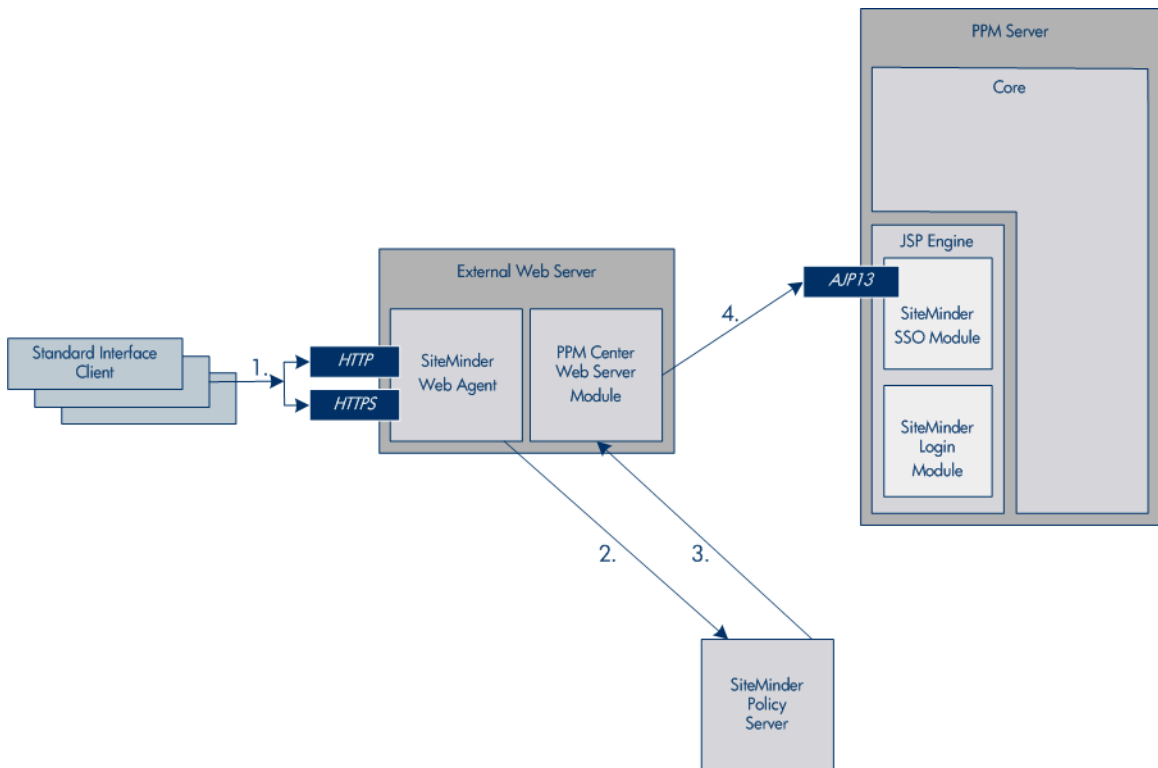 PPM Server
Core
JSP Engine
AJP13
SiteMinder
SSO Module
SiteMinder
Login
Module
External Web Server
SiteMinder
Web Agent
PPM Center
Web Server
Module
4.
Standard Interface
Client
1.
HTTP
HTTPS
2.
3.
SiteMinder
Policy
Server